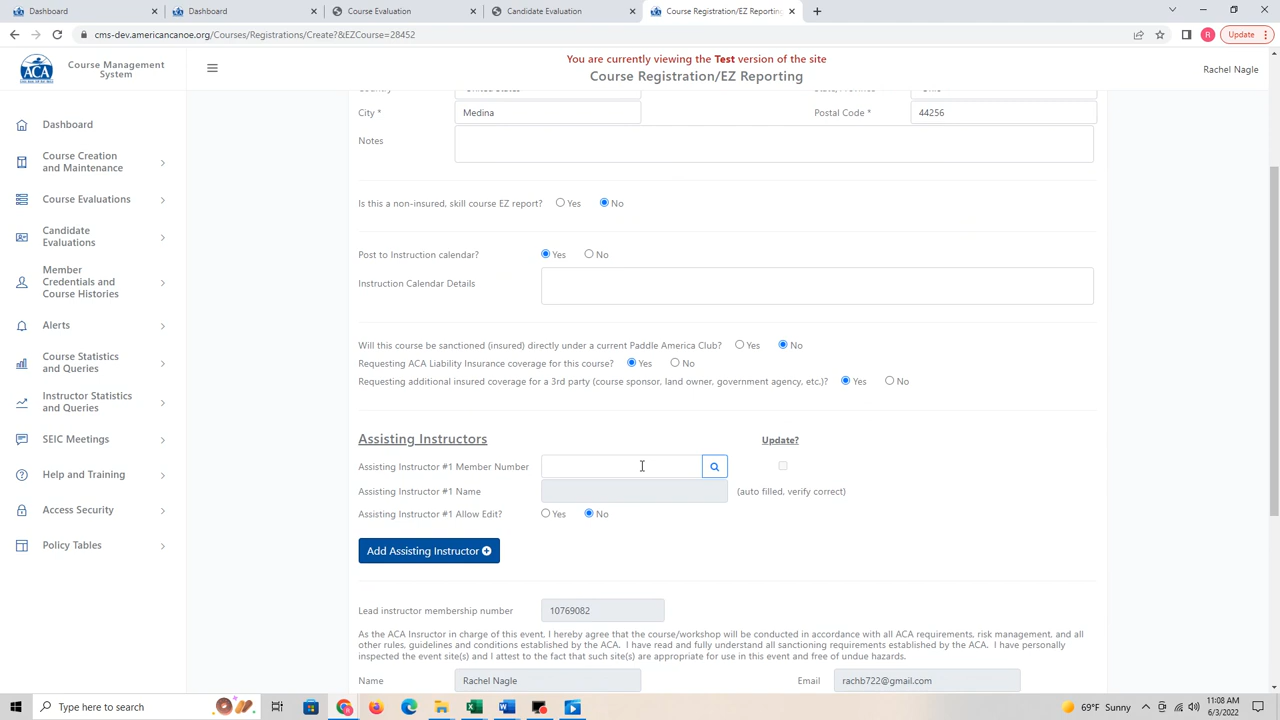 Dashboard
Dashboard
Course Evaluation
Candidate Evaluation
Course Registration/EZ Reporting
cms-dev.americancanoe.org/Courses/Registrations/Create?&EZCourse=28452
R
Update
ACA
Course Management
System
You are currently viewing the Test version of the site
Course Registration/EZ Reporting
Rachel Nagle
Dashboard
Course Creation
and Maintenance
Course Evaluations
Candidate
Evaluations
Member
Credentials and
Course Histories
Alerts
Course Statistics
and Queries
Instructor Statistics
and Queries
SEIC Meetings
Help and Training
Access Security
Policy Tables
Country United States State/Province Ohio
City * Medina Postal Code * 44256
Notes
Is this a non-insured, skill course EZ report? Yes No
Post to Instruction calendar? Yes No
Instruction Calendar Details
Will this course be sanctioned (insured) directly under a current Paddle America Club? Yes No
Requesting ACA Liability Insurance coverage for this course? Yes No
Requesting additional insured coverage for a 3rd party (course sponsor, land owner, government agency, etc.)? Yes No
Assisting Instructors Update?
Assisting Instructor #1 Member Number
Assisting Instructor #1 Name (auto filled, verify correct)
Assisting Instructor #1 Allow Edit? Yes No
Add Assisting Instructor
Lead instructor membership number 10769082
As the ACA Insructor in charge of this event, I hereby agree that the course/workshop will be conducted in accordance with all ACA requirements, risk management, and all
other rules, guidelines and conditions established by the ACA. I have read and fully understand all sanctioning requirements established by the ACA. I have personally
inspected the event site(s) and I attest to the fact that such site(s) are appropriate for use in this event and free of undue hazards.
Name Rachel Nagle Email rachb722@gmail.com
Type here to search
69°F Sunny
11:08 AM
6/3/2022